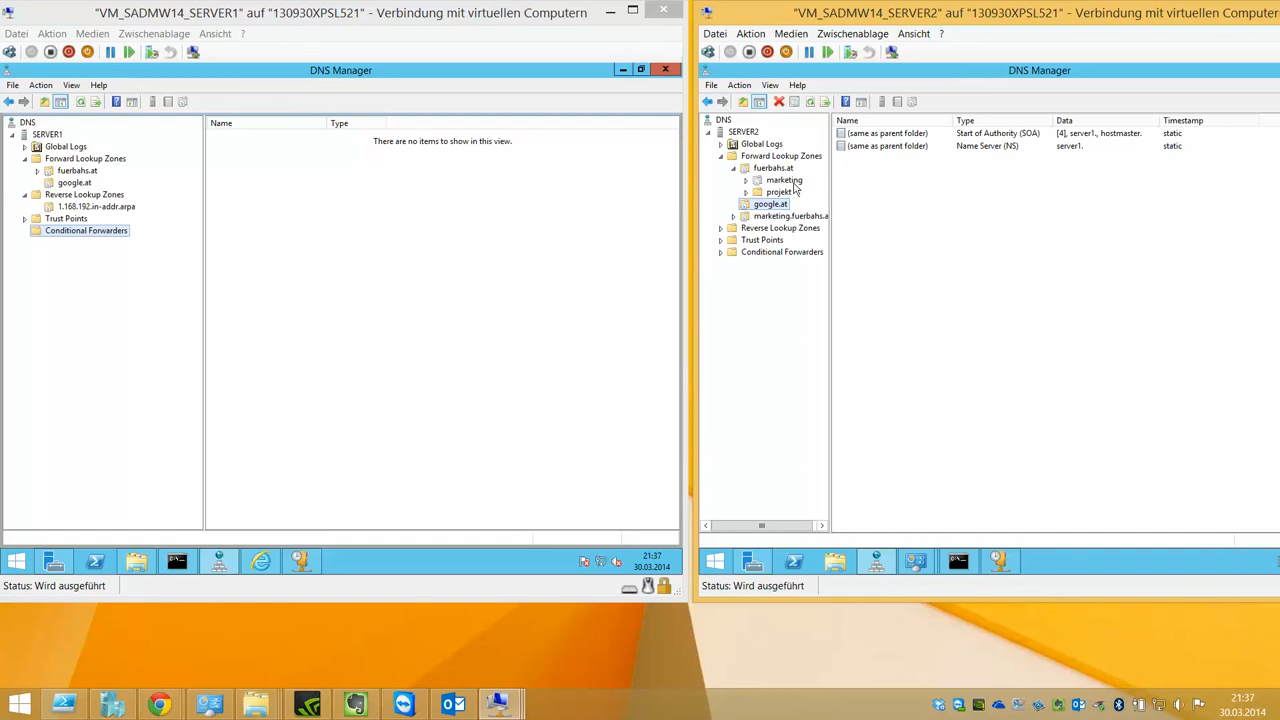 "VM_SADMW14_SERVER1" auf "130930XPSL521" - Verbindung mit virtuellen Computern
Datei Aktion Medien Zwischenablage Ansicht ?
DNS Manager
File Action View Help
DNS
SERVER1
Global Logs
Forward Lookup Zones
fuerbahs.at
google.at
Reverse Lookup Zones
1.168.192.in-addr.arpa
Trust Points
Conditional Forwarders
Name Type
There are no items to show in this view.
21:37
30.03.2014
Status: Wird ausgeführt
"VM_SADMW14_SERVER2" auf "130930XPSL521" - Verbindung mit virtuellen Computern
Datei Aktion Medien Zwischenablage Ansicht ?
DNS Manager
File Action View Help
DNS
SERVER2
Global Logs
Forward Lookup Zones
fuerbahs.at
marketing
projekt
google.at
marketing.fuerbahs.a
Reverse Lookup Zones
Trust Points
Conditional Forwarders
Name Type Data Timestamp
(same as parent folder) Start of Authority (SOA) [4], server1., hostmaster. static
(same as parent folder) Name Server (NS) server1. static
Status: Wird ausgeführt
21:37
30.03.2014